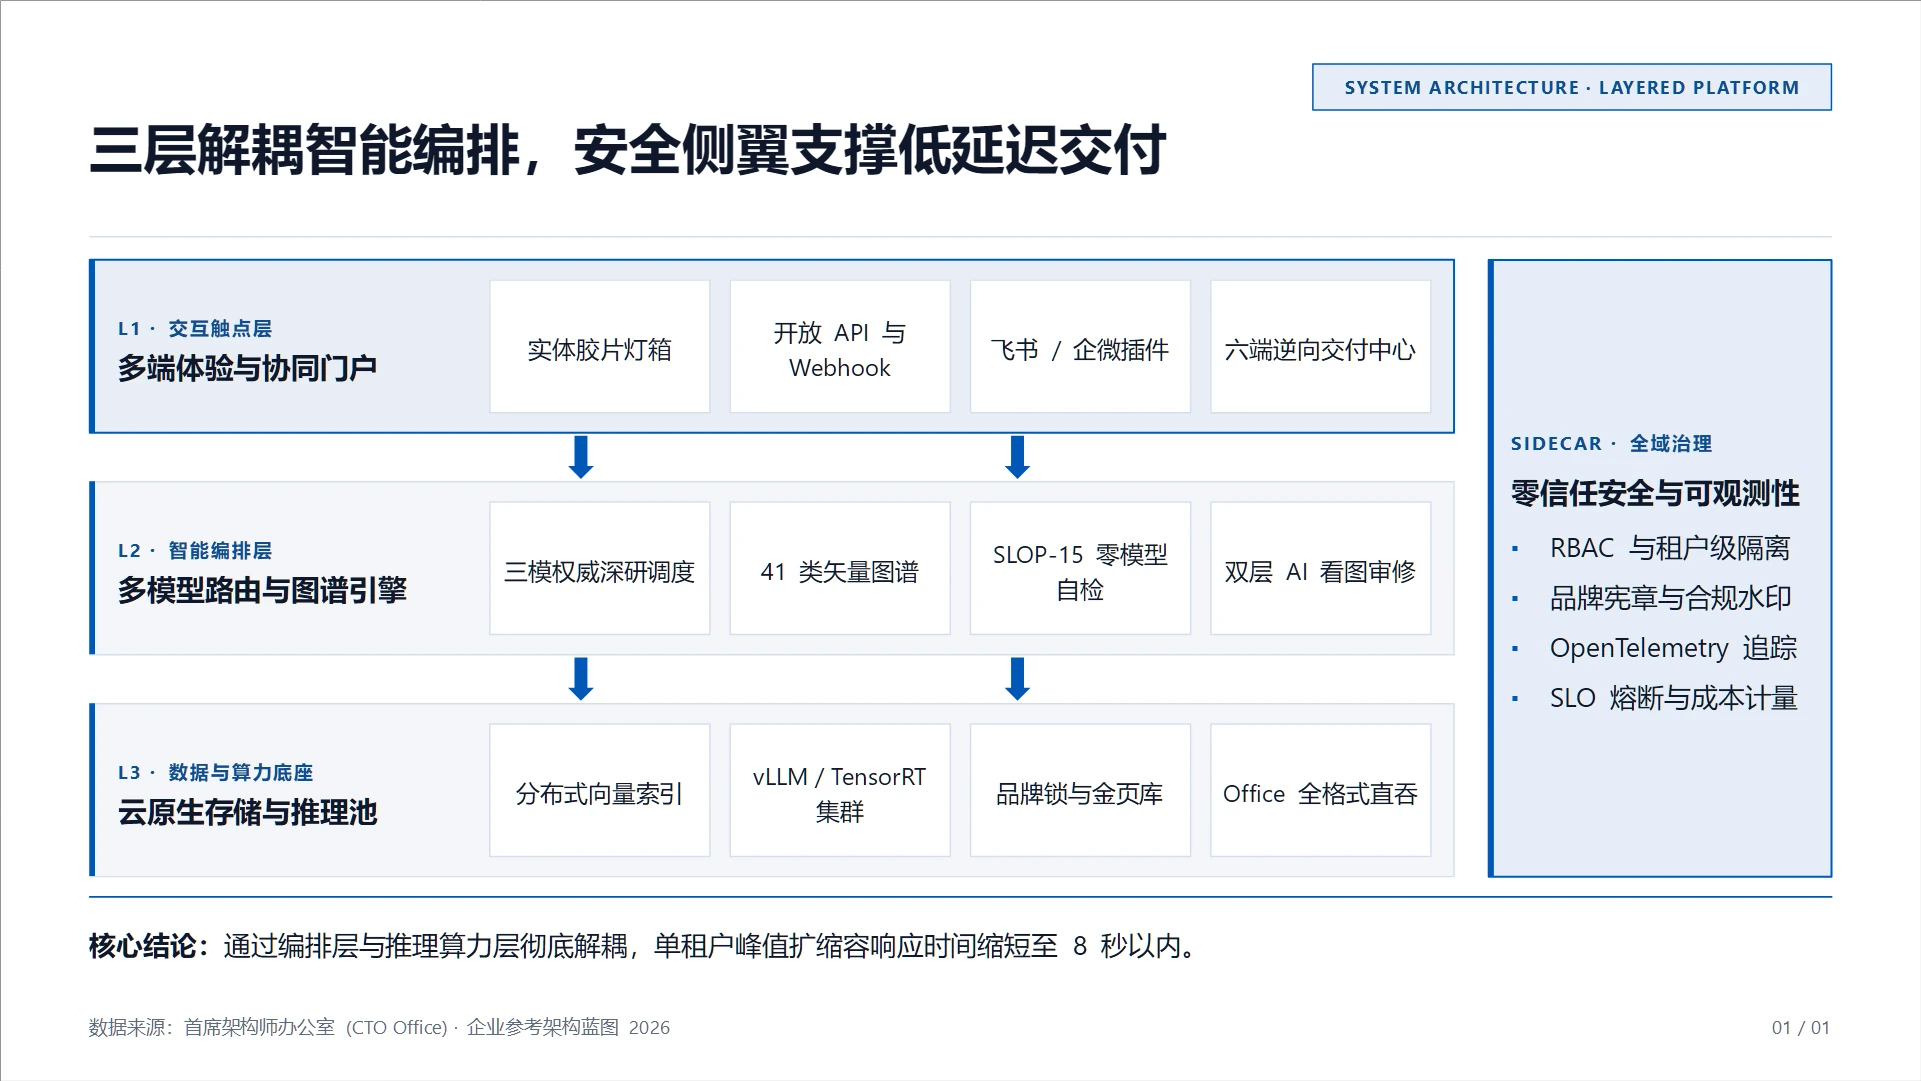 SYSTEM ARCHITECTURE · LAYERED PLATFORM
三层解耦智能编排，安全侧翼支撑低延迟交付
L1 · 交互触点层
多端体验与协同门户
实体胶片灯箱
开放 API 与
Webhook
飞书 / 企微插件
六端逆向交付中心
L2 · 智能编排层
多模型路由与图谱引擎
三模权威深研调度
41 类矢量图谱
SLOP-15 零模型
自检
双层 AI 看图审修
L3 · 数据与算力底座
云原生存储与推理池
分布式向量索引
vLLM / TensorRT
集群
品牌锁与金页库
Office 全格式直吞
SIDECAR · 全域治理
零信任安全与可观测性
▪ RBAC 与租户级隔离
▪ 品牌宪章与合规水印
▪ OpenTelemetry 追踪
▪ SLO 熔断与成本计量
核心结论：通过编排层与推理算力层彻底解耦，单租户峰值扩缩容响应时间缩短至 8 秒以内。
数据来源：首席架构师办公室 (CTO Office) · 企业参考架构蓝图 2026
01 / 01